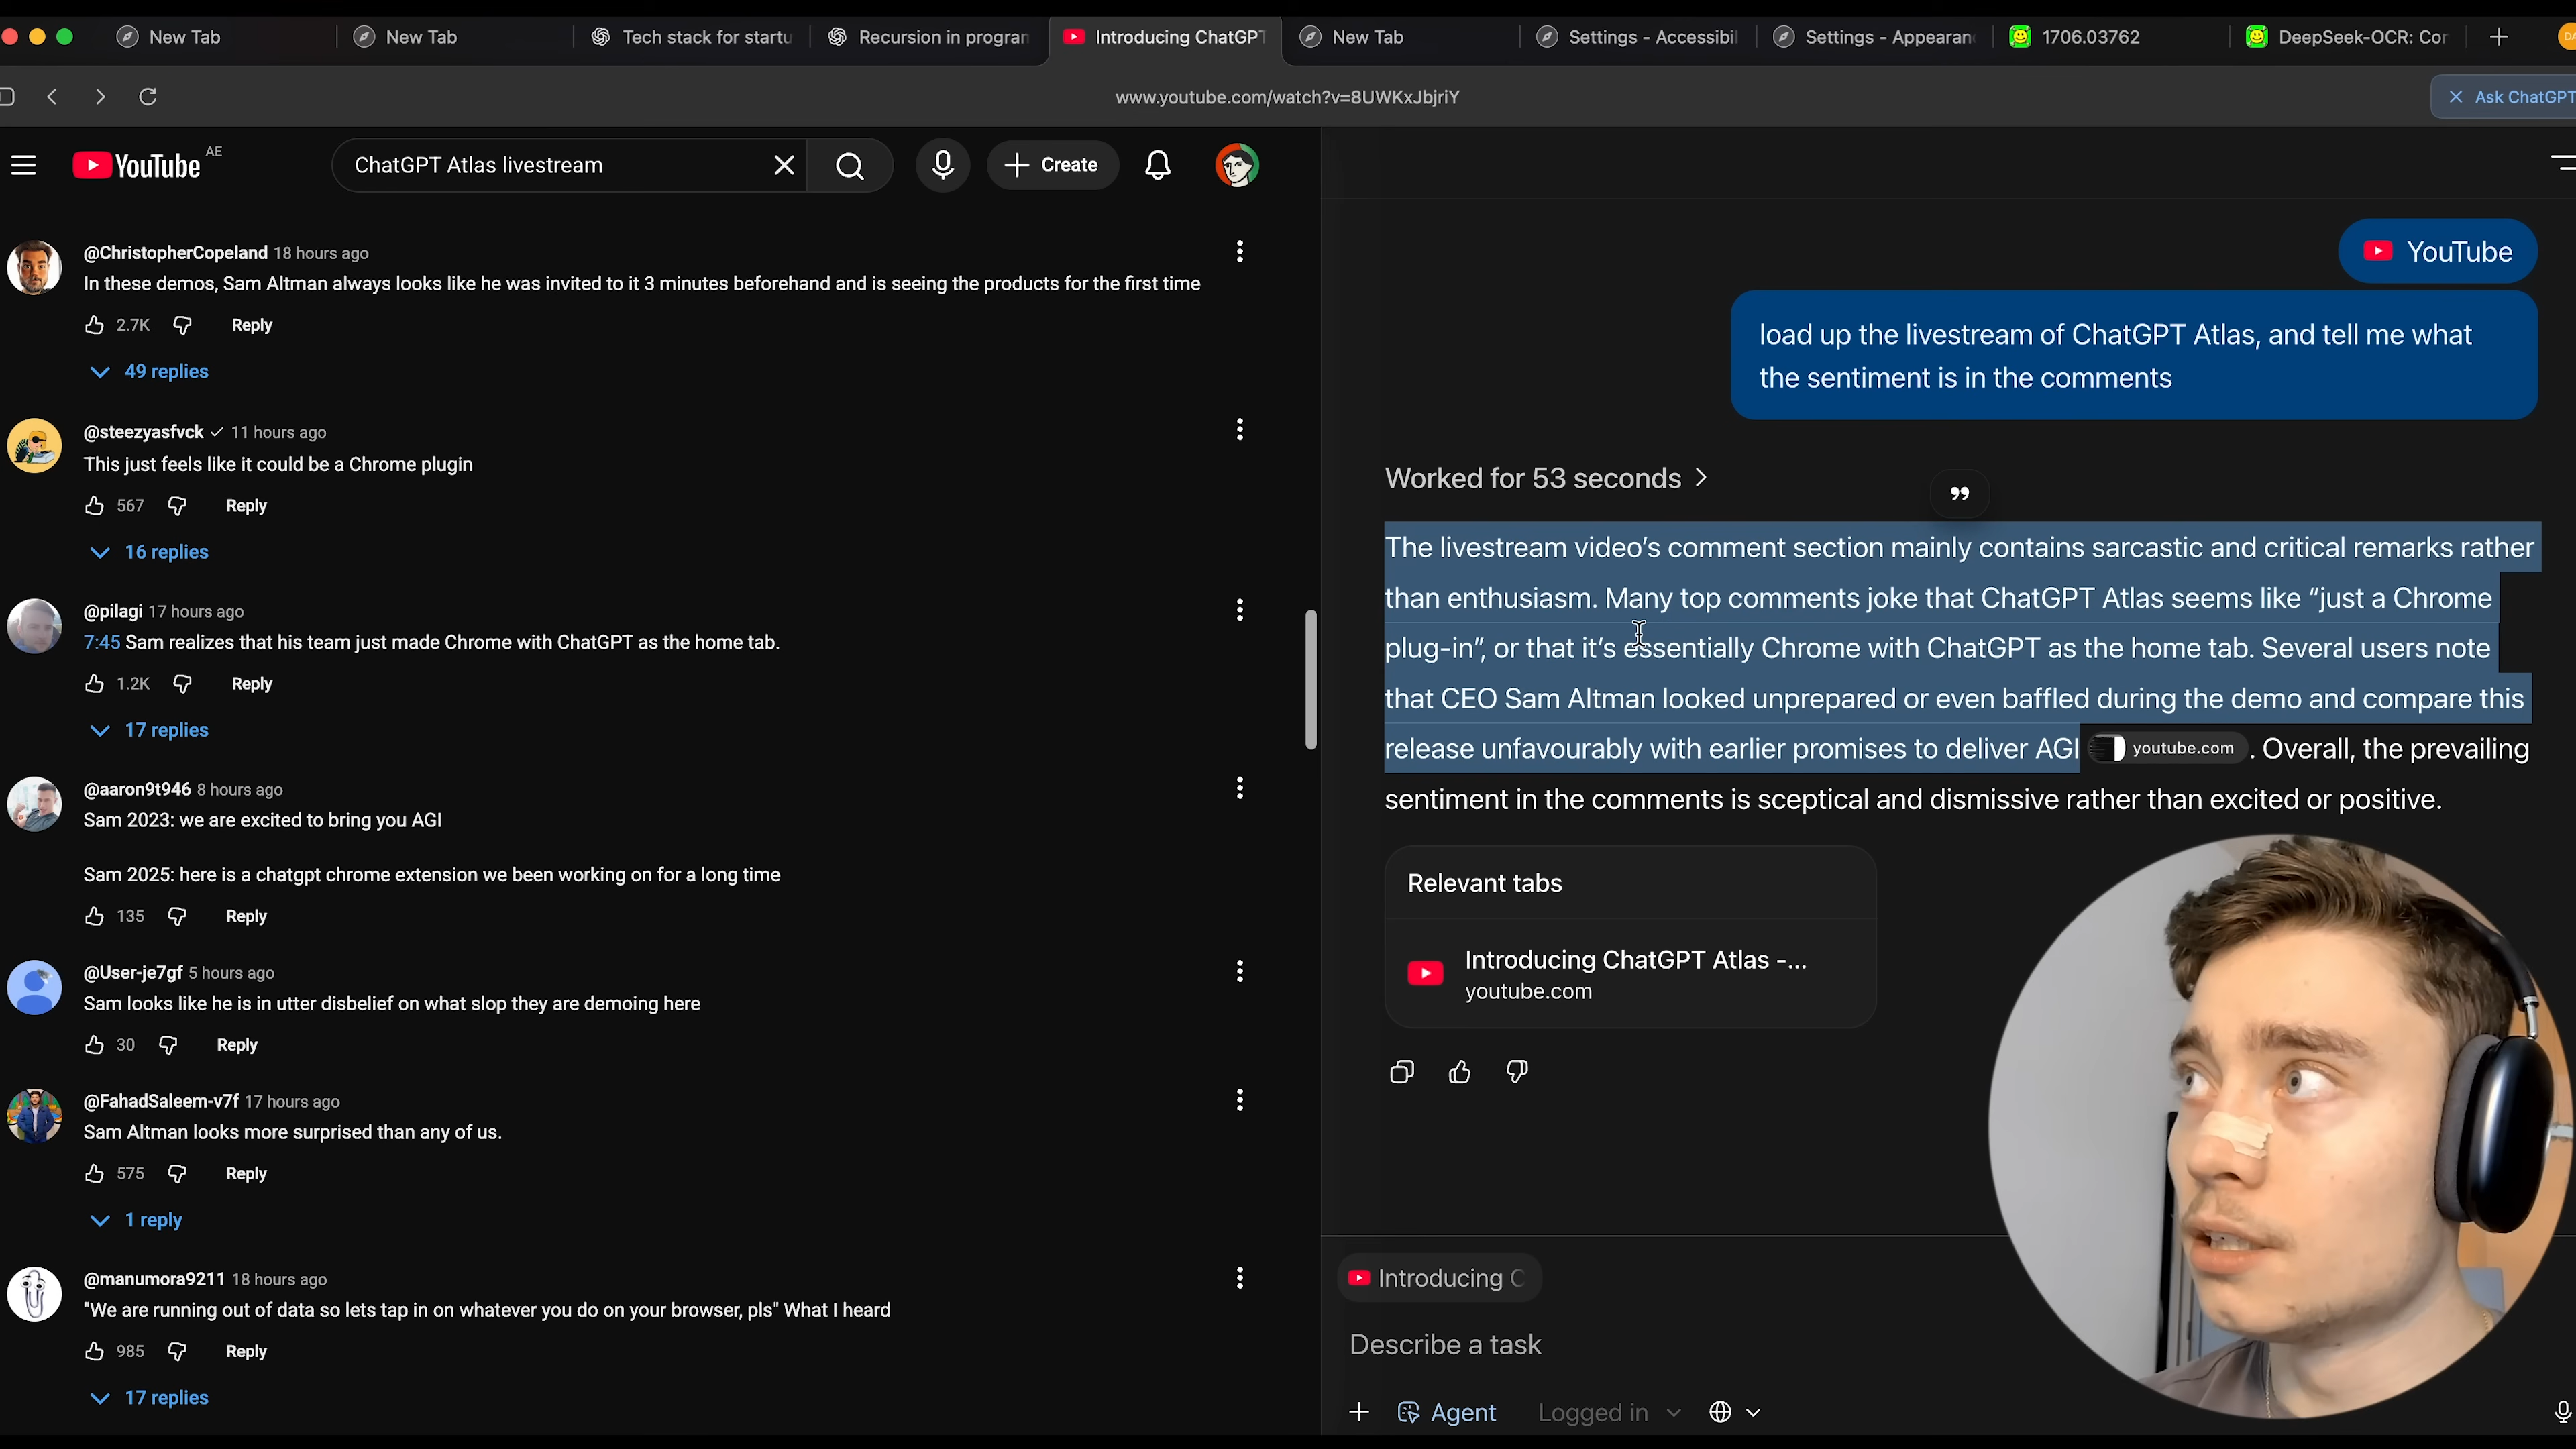 New Tab
New Tab
Tech stack for startu
Recursion in program
Introducing ChatGPT
New Tab
Settings - Accessibil
Settings - Appearan
1706.03762
DeepSeek-OCR: Con
www.youtube.com/watch?v=8UWKxJbjriY
Ask ChatGPT
YouTube AE
ChatGPT Atlas livestream
Create
@ChristopherCopeland 18 hours ago
In these demos, Sam Altman always looks like he was invited to it 3 minutes beforehand and is seeing the products for the first time
2.7K Reply
49 replies
@steezyasfvck 11 hours ago
This just feels like it could be a Chrome plugin
567 Reply
16 replies
@pilagi 17 hours ago
7:45 Sam realizes that his team just made Chrome with ChatGPT as the home tab.
1.2K Reply
17 replies
@aaron9t946 8 hours ago
Sam 2023: we are excited to bring you AGI
Sam 2025: here is a chatgpt chrome extension we been working on for a long time
135 Reply
@User-je7gf 5 hours ago
Sam looks like he is in utter disbelief on what slop they are demoing here
30 Reply
@FahadSaleem-v7f 17 hours ago
Sam Altman looks more surprised than any of us.
575 Reply
1 reply
@manumora9211 18 hours ago
"We are running out of data so lets tap in on whatever you do on your browser, pls" What I heard
985 Reply
17 replies
YouTube
load up the livestream of ChatGPT Atlas, and tell me what
the sentiment is in the comments
Worked for 53 seconds
The livestream video’s comment section mainly contains sarcastic and critical remarks rather
than enthusiasm. Many top comments joke that ChatGPT Atlas seems like “just a Chrome
plug-in”, or that it’s essentially Chrome with ChatGPT as the home tab. Several users note
that CEO Sam Altman looked unprepared or even baffled during the demo and compare this
release unfavourably with earlier promises to deliver AGI youtube.com . Overall, the prevailing
sentiment in the comments is sceptical and dismissive rather than excited or positive.
Relevant tabs
Introducing ChatGPT Atlas -...
youtube.com
Introducing C
Describe a task
Agent Logged in